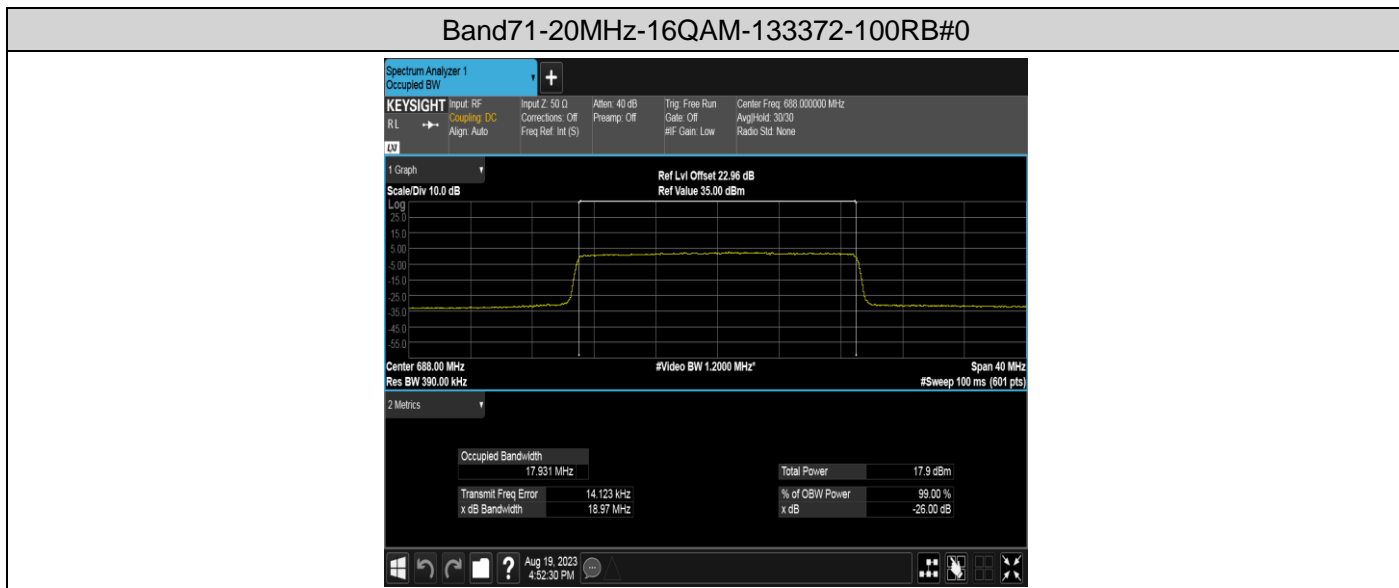 Band71-20MHz-16QAM-133372-100RB#0
Spectrum Analyzer 1
Occupied BW
+
KEYSIGHT
RL
LXI
Input: RF
Coupling: DC
Align: Auto
Input Z: 50 Ω
Corrections: Off
Freq Ref: Int (S)
Atten: 40 dB
Preamp: Off
Trig: Free Run
Gate: Off
#IF Gain: Low
Center Freq: 688.000000 MHz
Avg|Hold: 30/30
Radio Std: None
1 Graph
Scale/Div 10.0 dB
Ref Lvl Offset 22.96 dB
Ref Value 35.00 dBm
Log
25.0
15.0
5.00
-5.00
-15.0
-25.0
-35.0
-45.0
-55.0
Center 688.00 MHz
#Video BW 1.2000 MHz*
Span 40 MHz
Res BW 390.00 kHz
#Sweep 100 ms (601 pts)
2 Metrics
Occupied Bandwidth
17.931 MHz
Total Power 17.9 dBm
Transmit Freq Error 14.123 kHz
% of OBW Power 99.00 %
x dB Bandwidth 18.97 MHz
x dB -26.00 dB
?
Aug 19, 2023
4:52:30 PM